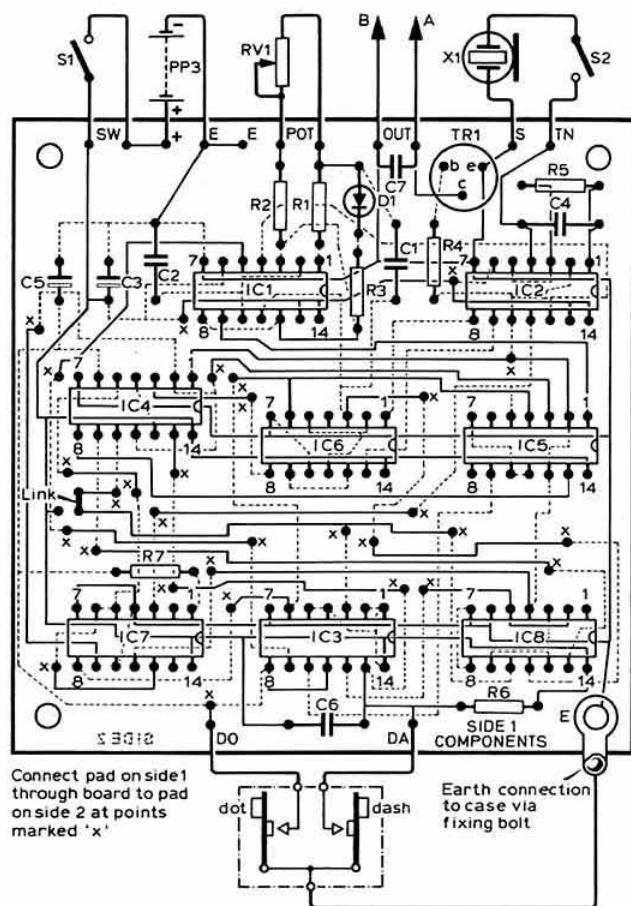 B A
S1
PP3
RV1
X1
S2
SW + E E POT OUT TR1 S TN
b e
c
C7
R5
C4
D1
R2 R1
C1 R4
7 1 7 1
C5 C3 C2
IC1
R3
IC2
8 14 8 14
7 1
IC4
7 1 7 1
IC6 IC5
8 14
8 14 8 14
Link
R7
7 1 7 1 7 1
IC7 IC3 IC8
8 14 8 14 8 14
R6
C6
E
SIDE 2
DO DA
SIDE 1
COMPONENTS
Connect pad on side1
through board to pad
on side 2 at points
marked 'x'
dot dash
Earth connection
to case via
fixing bolt